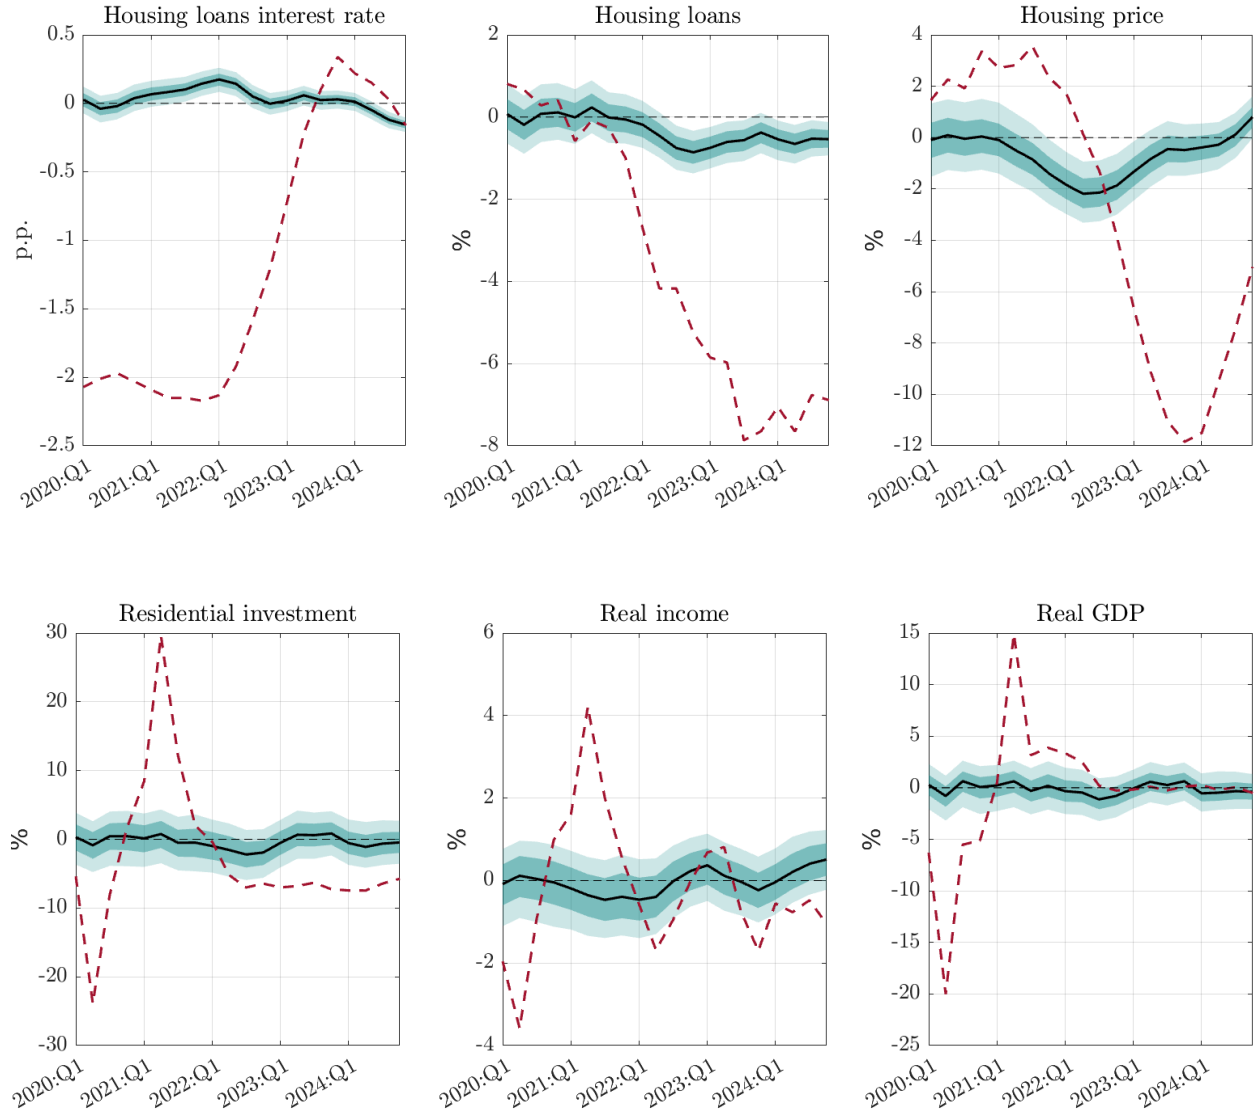 Housing loans interest rate
Housing loans
Housing price
0.5
0
-0.5
-1
-1.5
-2
-2.5
p.p.
2020:Q1
2021:Q1
2022:Q1
2023:Q1
2024:Q1
2
0
-2
-4
-6
-8
%
2020:Q1
2021:Q1
2022:Q1
2023:Q1
2024:Q1
4
2
0
-2
-4
-6
-8
-10
-12
%
2020:Q1
2021:Q1
2022:Q1
2023:Q1
2024:Q1
Residential investment
Real income
Real GDP
30
20
10
0
-10
-20
-30
%
2020:Q1
2021:Q1
2022:Q1
2023:Q1
2024:Q1
6
4
2
0
-2
-4
%
2020:Q1
2021:Q1
2022:Q1
2023:Q1
2024:Q1
15
10
5
0
-5
-10
-15
-20
-25
%
2020:Q1
2021:Q1
2022:Q1
2023:Q1
2024:Q1